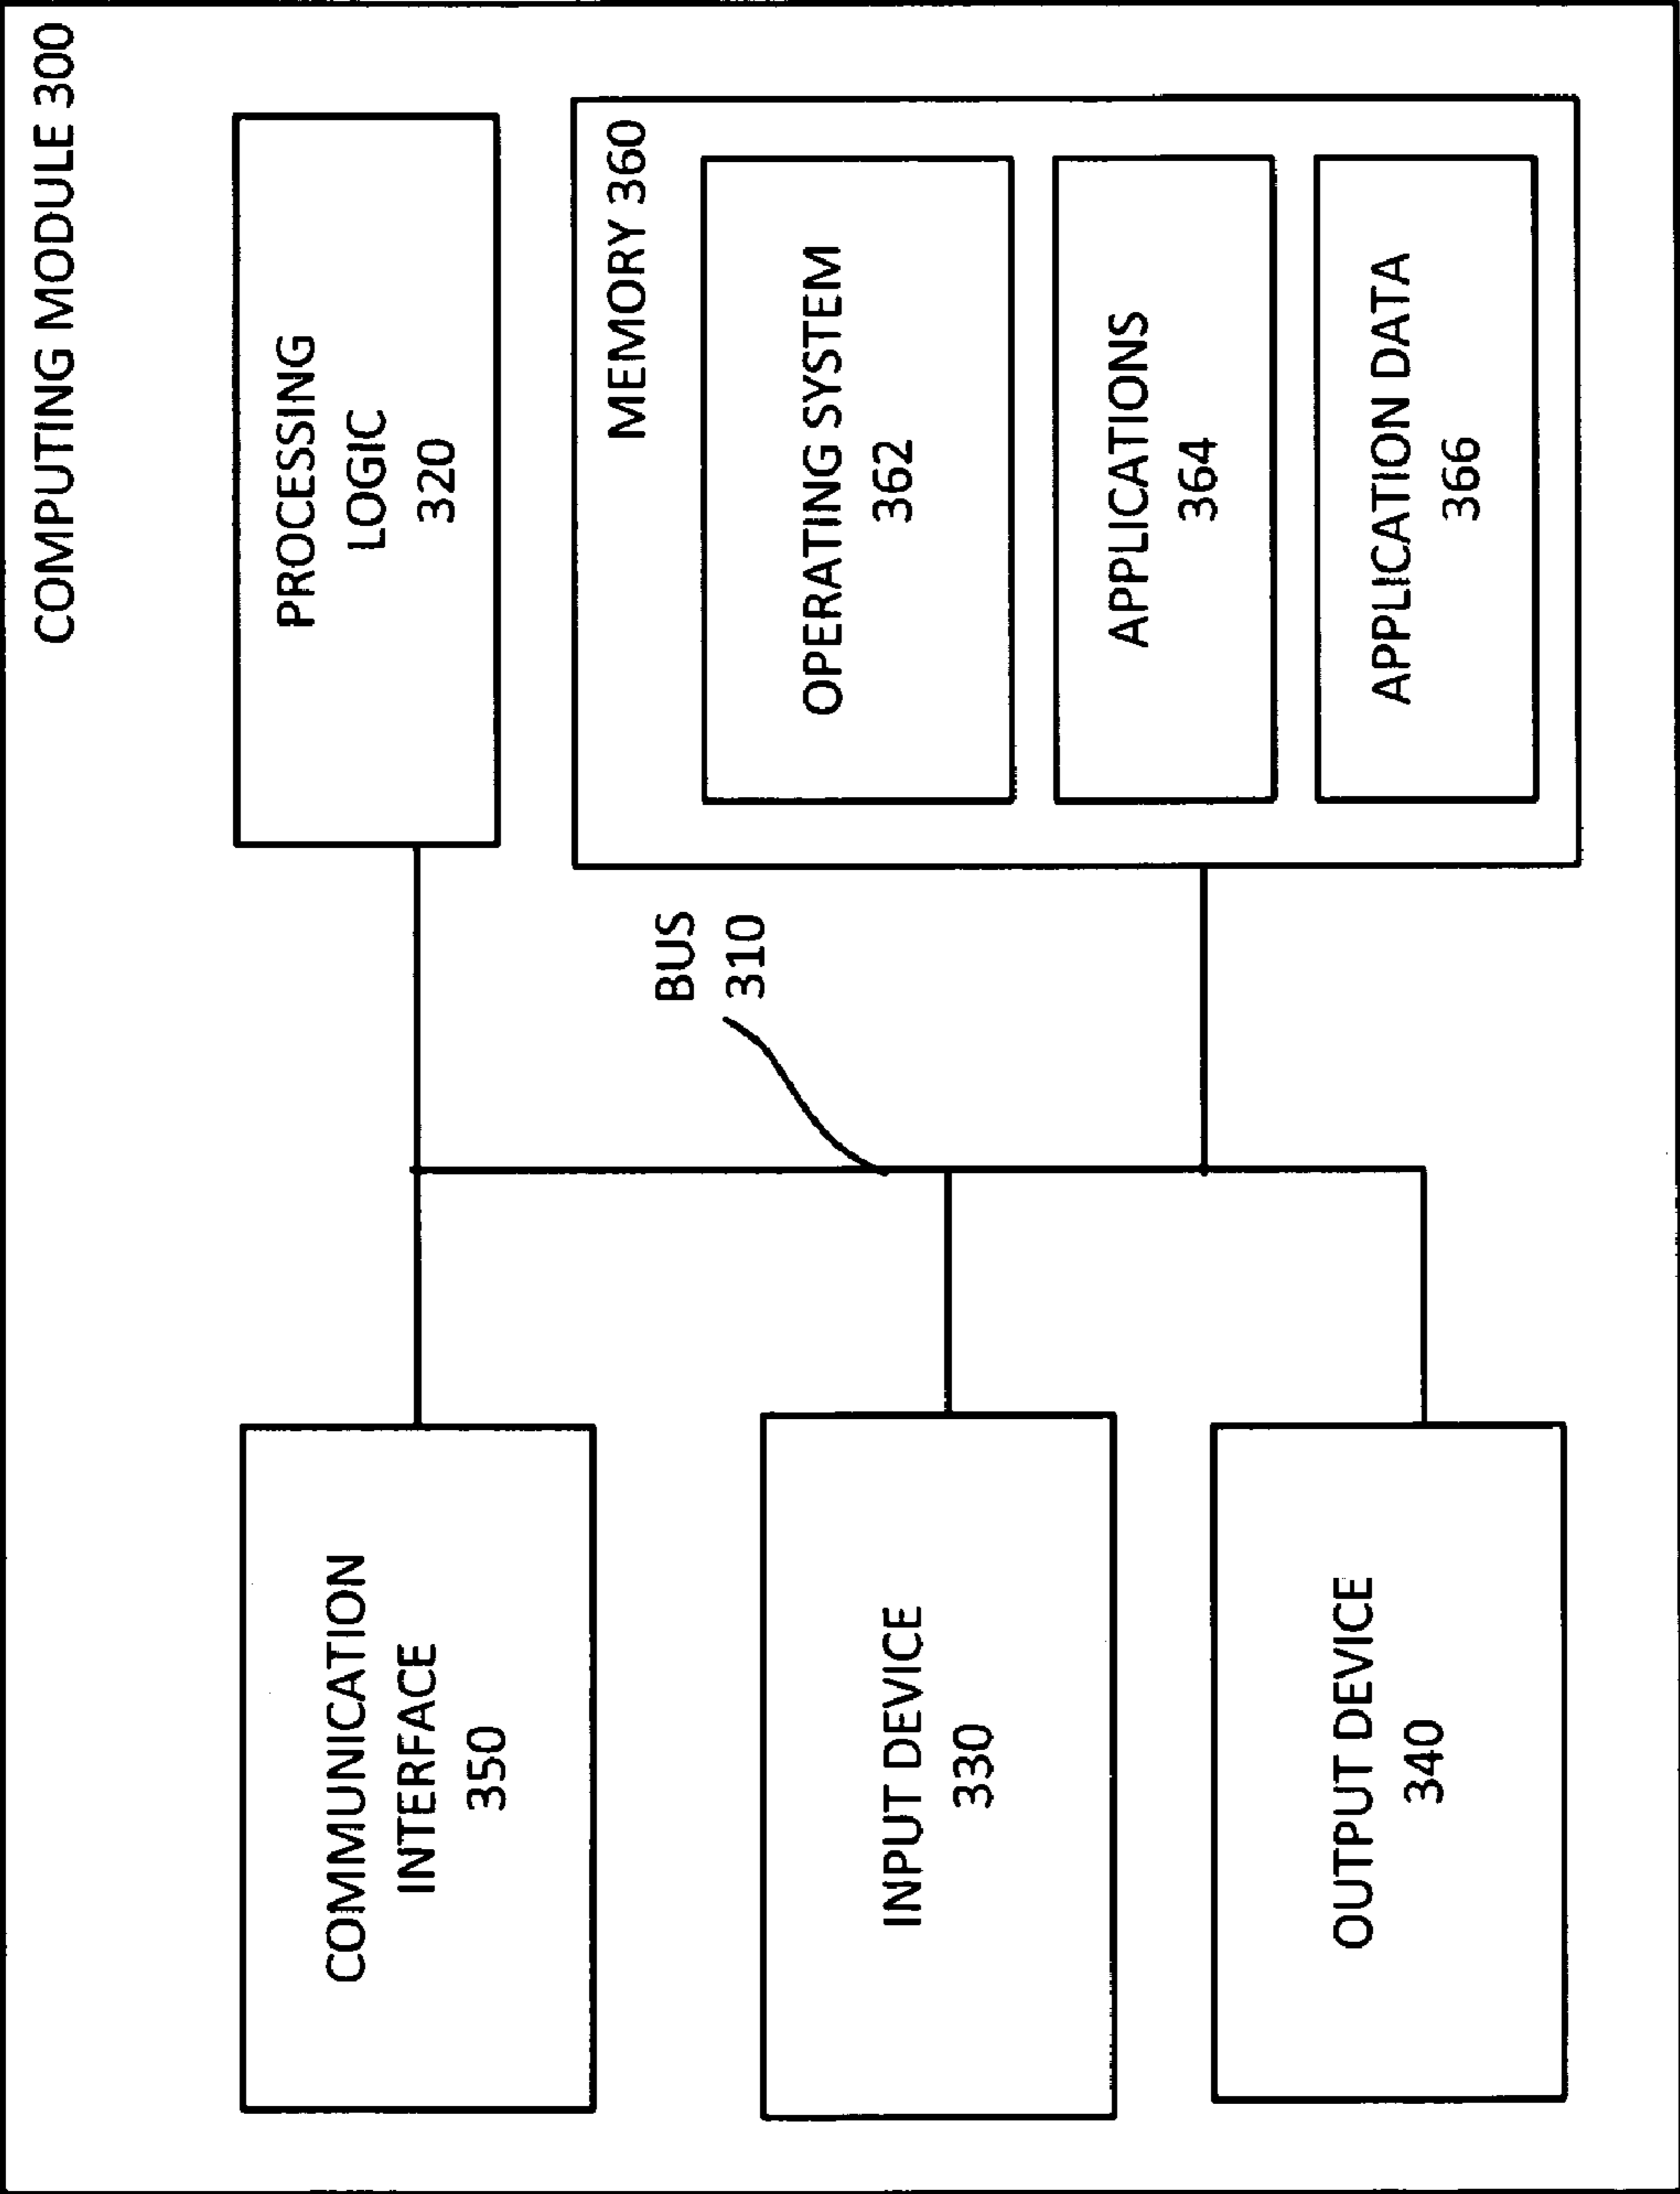 COMPUTING MODULE 300
COMMUNICATION
INTERFACE
350
PROCESSING
LOGIC
320
INPUT DEVICE
330
BUS
310
MEMORY 360
OPERATING SYSTEM
362
APPLICATIONS
364
OUTPUT DEVICE
340
APPLICATION DATA
366